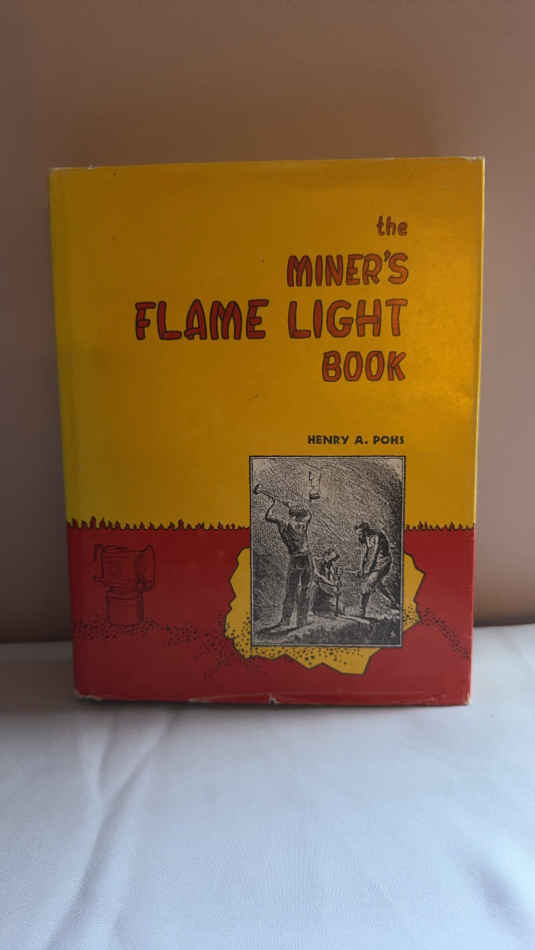 the
MINER'S
FLAME LIGHT
BOOK
HENRY A. POHS